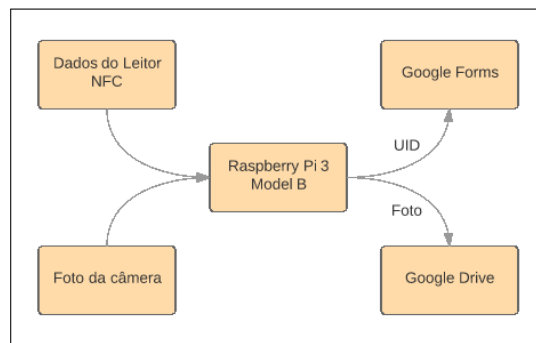 Dados do Leitor
NFC
Google Forms
UID
Raspberry Pi 3
Model B
Foto
Foto da câmera
Google Drive